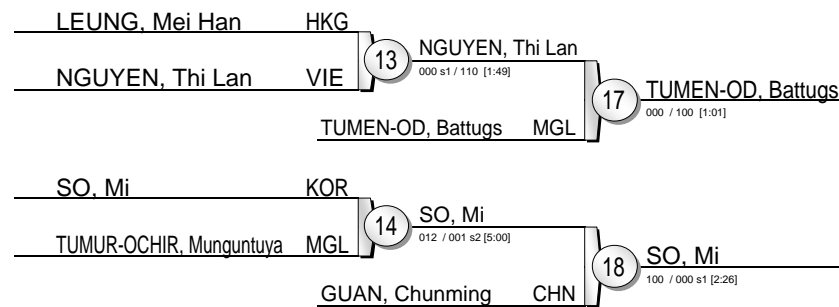 LEUNG, Mei Han HKG
13
NGUYEN, Thi Lan
000 s1 / 110 [1:49]
NGUYEN, Thi Lan VIE
17
TUMEN-OD, Battugs
000 / 100 [1:01]
TUMEN-OD, Battugs MGL
SO, Mi KOR
14
SO, Mi
012 / 001 s2 [5:00]
TUMUR-OCHIR, Munguntuya MGL
18
SO, Mi
100 / 000 s1 [2:26]
GUAN, Chunming CHN